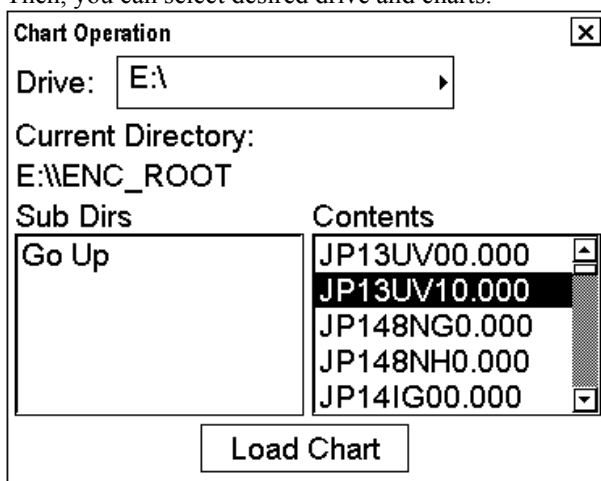 Then, you can select desired drive and charts.
Chart Operation
Drive: E:\
Current Directory:
E:\\ENC_ROOT
Sub Dirs Contents
Go Up JP13UV00.000
JP13UV10.000
JP148NG0.000
JP148NH0.000
JP14IG00.000
Load Chart